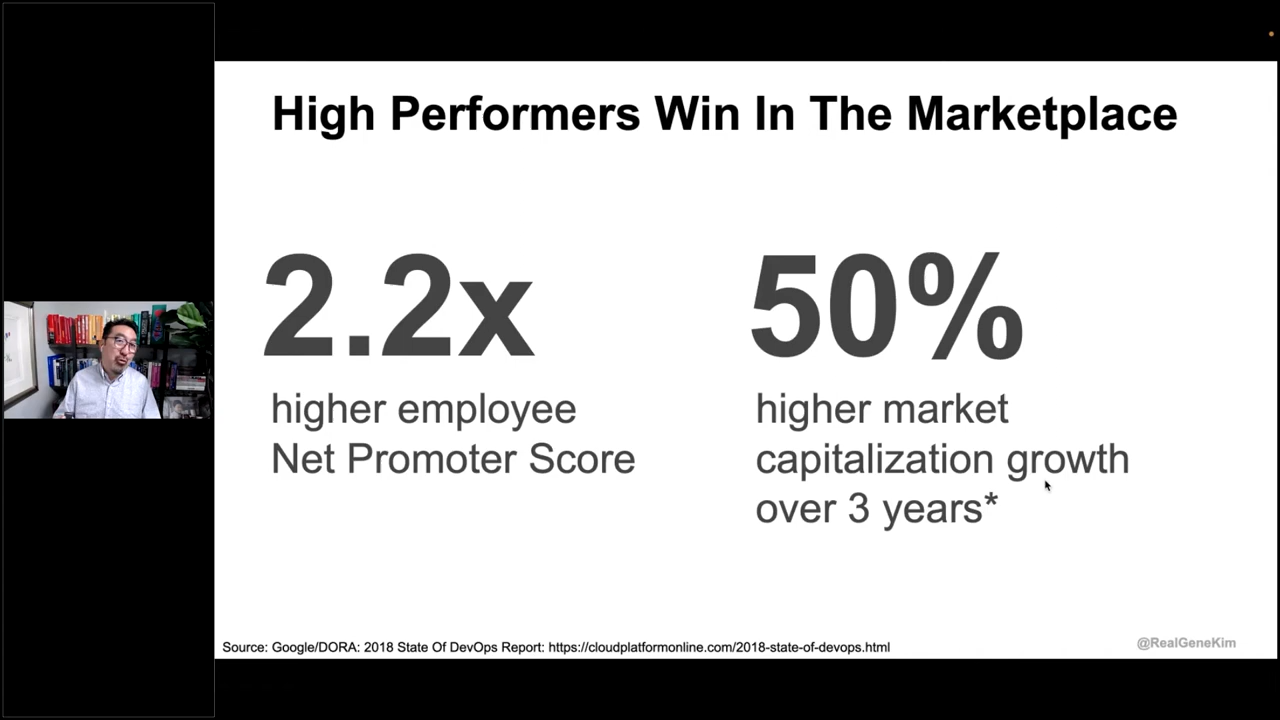 High Performers Win In The Marketplace
2.2x
higher employee
Net Promoter Score
50%
higher market
capitalization growth
over 3 years*
Source: Google/DORA: 2018 State Of DevOps Report: https://cloudplatformonline.com/2018-state-of-devops.html
@RealGeneKim